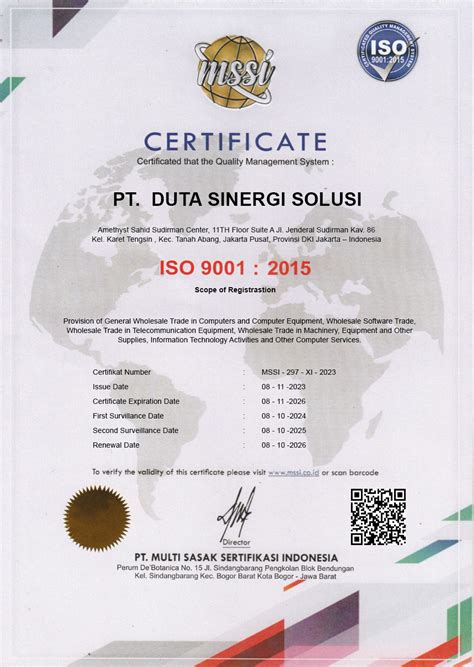 mssi
CERTIFIED QUALITY MANAGEMENT SYSTEM
ISO
9001:2015
CERTIFICATE
Certificated that the Quality Management System :
PT. DUTA SINERGI SOLUSI
Amethyst Sahid Sudirman Center, 11TH Floor Suite A Jl. Jenderal Sudirman Kav. 86
Kel. Karet Tengsin , Kec. Tanah Abang, Jakarta Pusat, Provinsi DKI Jakarta – Indonesia
ISO 9001 : 2015
Scope of Registrastion
Provision of General Wholesale Trade in Computers and Computer Equipment, Wholesale Software Trade,
Wholesale Trade in Telecommunication Equipment, Wholesale Trade in Machinery, Equipment and Other
Supplies, Information Technology Activities and Other Computer Services.
Certifikat Number : MSSI - 297 - XI - 2023
Issue Date : 08 - 11 -2023
Certificate Expiration Date : 08 - 11 -2026
First Survillance Date : 08 - 10 -2024
Second Surveillance Date : 08 - 10 -2025
Renewal Date : 08 - 10 -2026
To verify the validity of this certificate please visit www.mssi.co.id or scan barcode
Director
PT. MULTI SASAK SERTIFIKASI INDONESIA
Perum De'Botanica No. 15 Jl. Sindangbarang Pengkolan Blok Bendungan
Kel. Sindangbarang Kec. Bogor Barat Kota Bogor - Jawa Barat